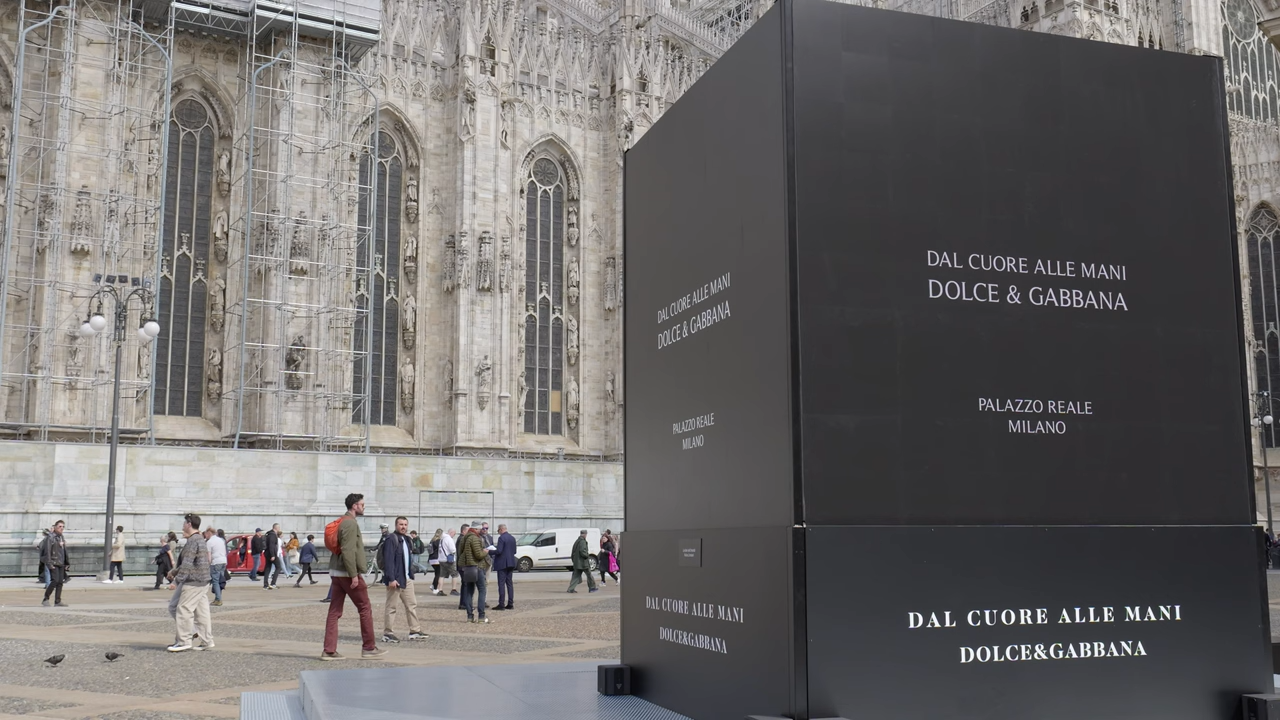 DAL CUORE ALLE MANI
DOLCE & GABBANA
PALAZZO REALE
MILANO
DAL CUORE ALLE MANI
DOLCE&GABBANA
DAL CUORE ALLE MANI
DOLCE & GABBANA
PALAZZO REALE
MILANO
DAL CUORE ALLE MANI
DOLCE&GABBANA